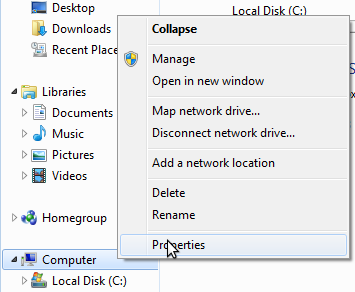 Desktop
Local Disk (C:)
Downloads
Recent Place
Collapse
Manage
Open in new window
Libraries
Documents
Map network drive...
Music
Disconnect network drive...
Pictures
Add a network location
Videos
Delete
Rename
Homegroup
Properties
Computer
Local Disk (C:)